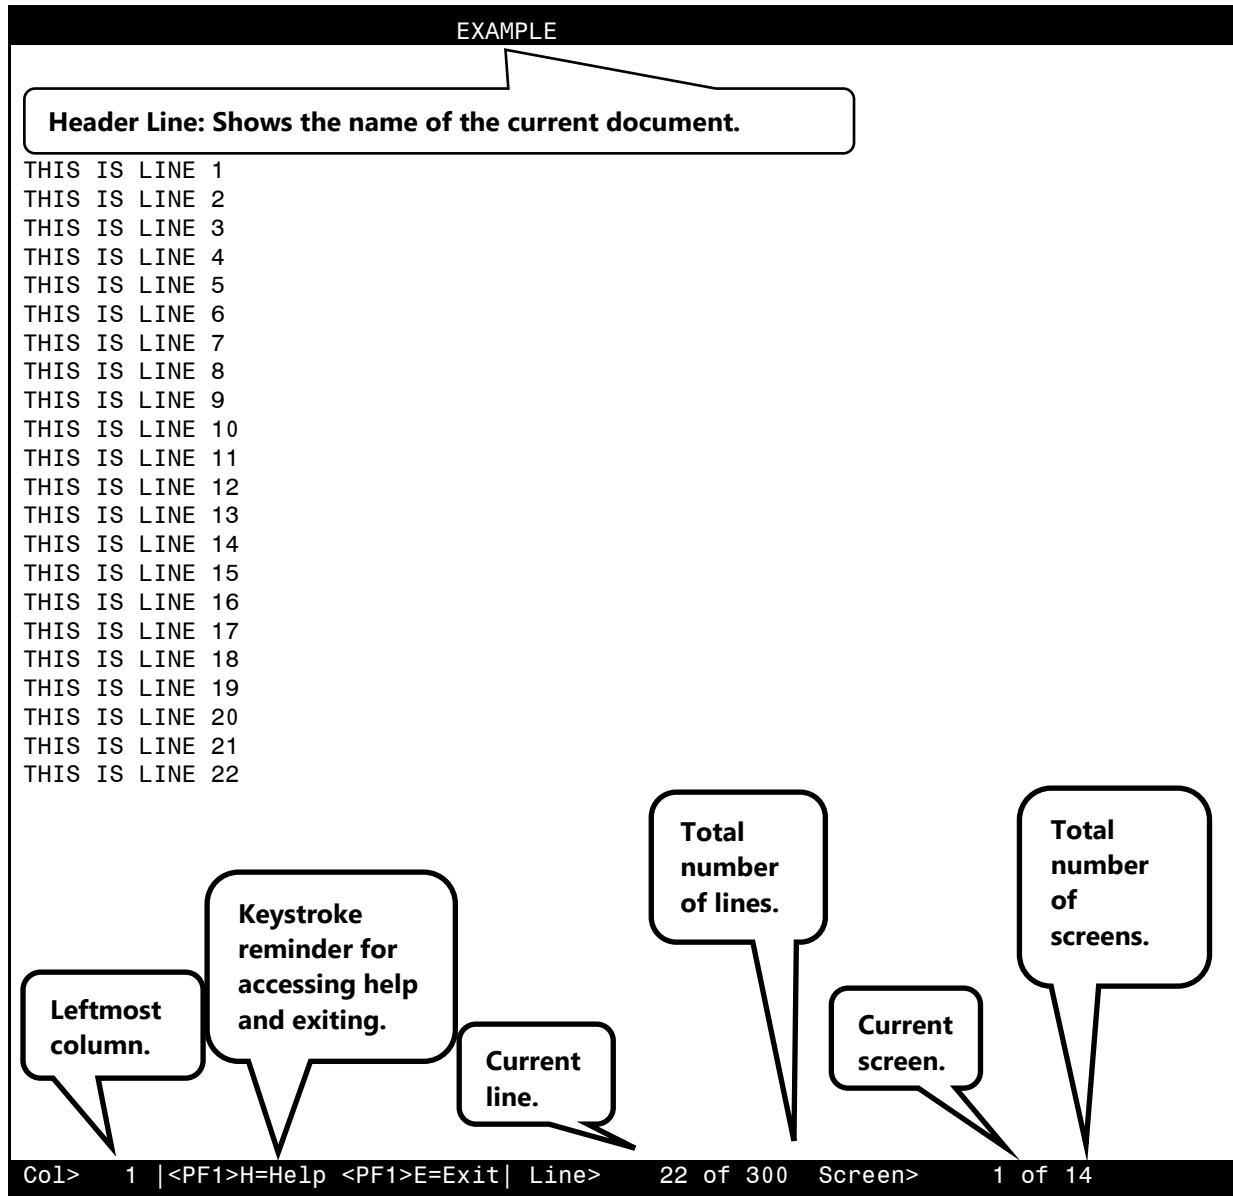 EXAMPLE
Header Line: Shows the name of the current document.
THIS IS LINE 1
THIS IS LINE 2
THIS IS LINE 3
THIS IS LINE 4
THIS IS LINE 5
THIS IS LINE 6
THIS IS LINE 7
THIS IS LINE 8
THIS IS LINE 9
THIS IS LINE 10
THIS IS LINE 11
THIS IS LINE 12
THIS IS LINE 13
THIS IS LINE 14
THIS IS LINE 15
THIS IS LINE 16
THIS IS LINE 17
THIS IS LINE 18
THIS IS LINE 19
THIS IS LINE 20
THIS IS LINE 21
THIS IS LINE 22
Leftmost
column.
Keystroke
reminder for
accessing help
and exiting.
Current
line.
Total
number
of lines.
Current
screen.
Total
number
of
screens.
Col>   1 |<PF1>H=Help <PF1>E=Exit| Line>    22 of 300  Screen>    1 of 14